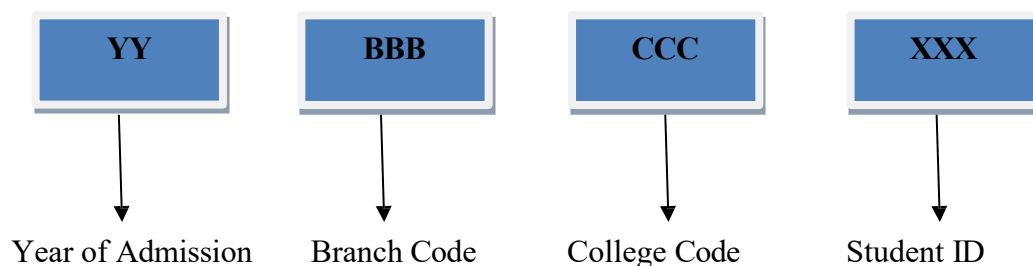 YY BBB CCC XXX
Year of Admission Branch Code College Code Student ID